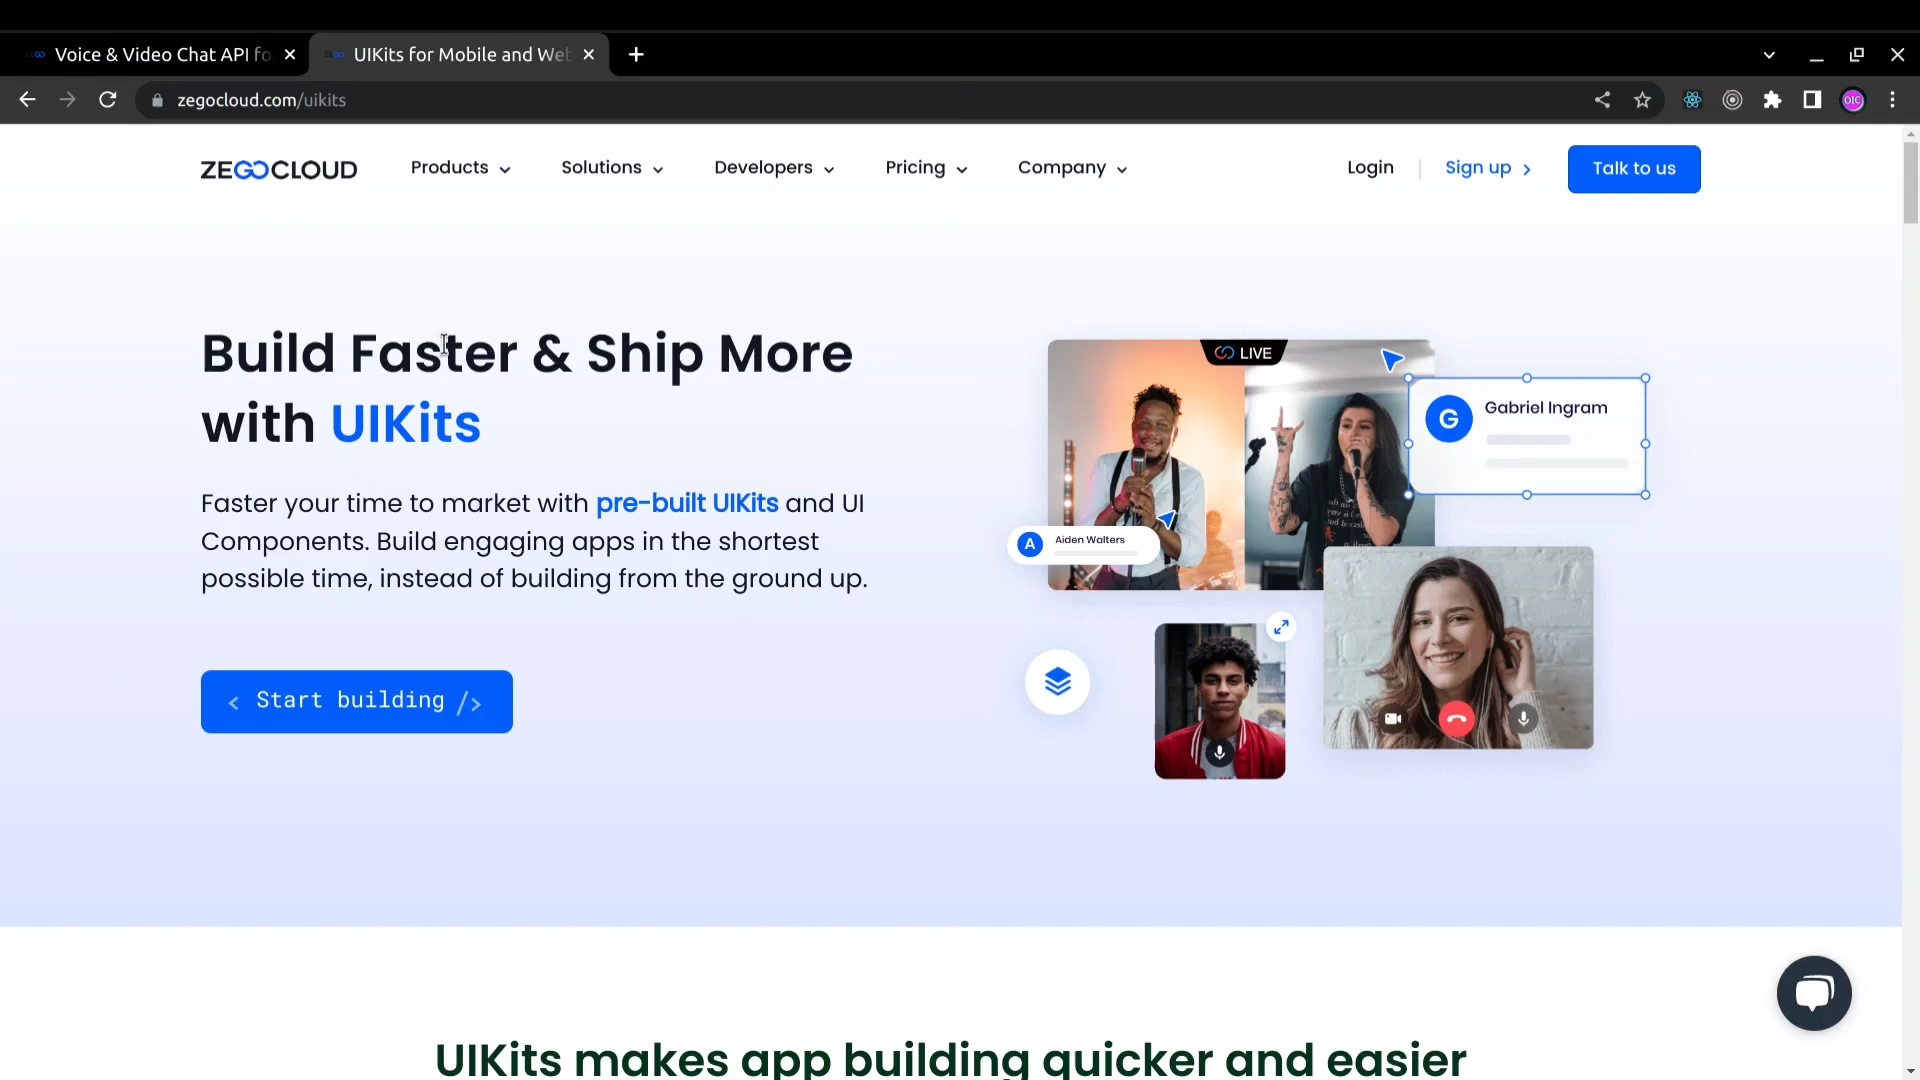 Voice & Video Chat API fo
UIKits for Mobile and Web
zegocloud.com/uikits
OIC
ZEGOCLOUD
Products
Solutions
Developers
Pricing
Company
Login
Sign up
Talk to us
Build Faster & Ship More
with UIKits
Faster your time to market with pre-built UIKits and UI
Components. Build engaging apps in the shortest
possible time, instead of building from the ground up.
< Start building />
LIVE
G
Gabriel Ingram
A
Aiden Walters
UIKits makes app building quicker and easier